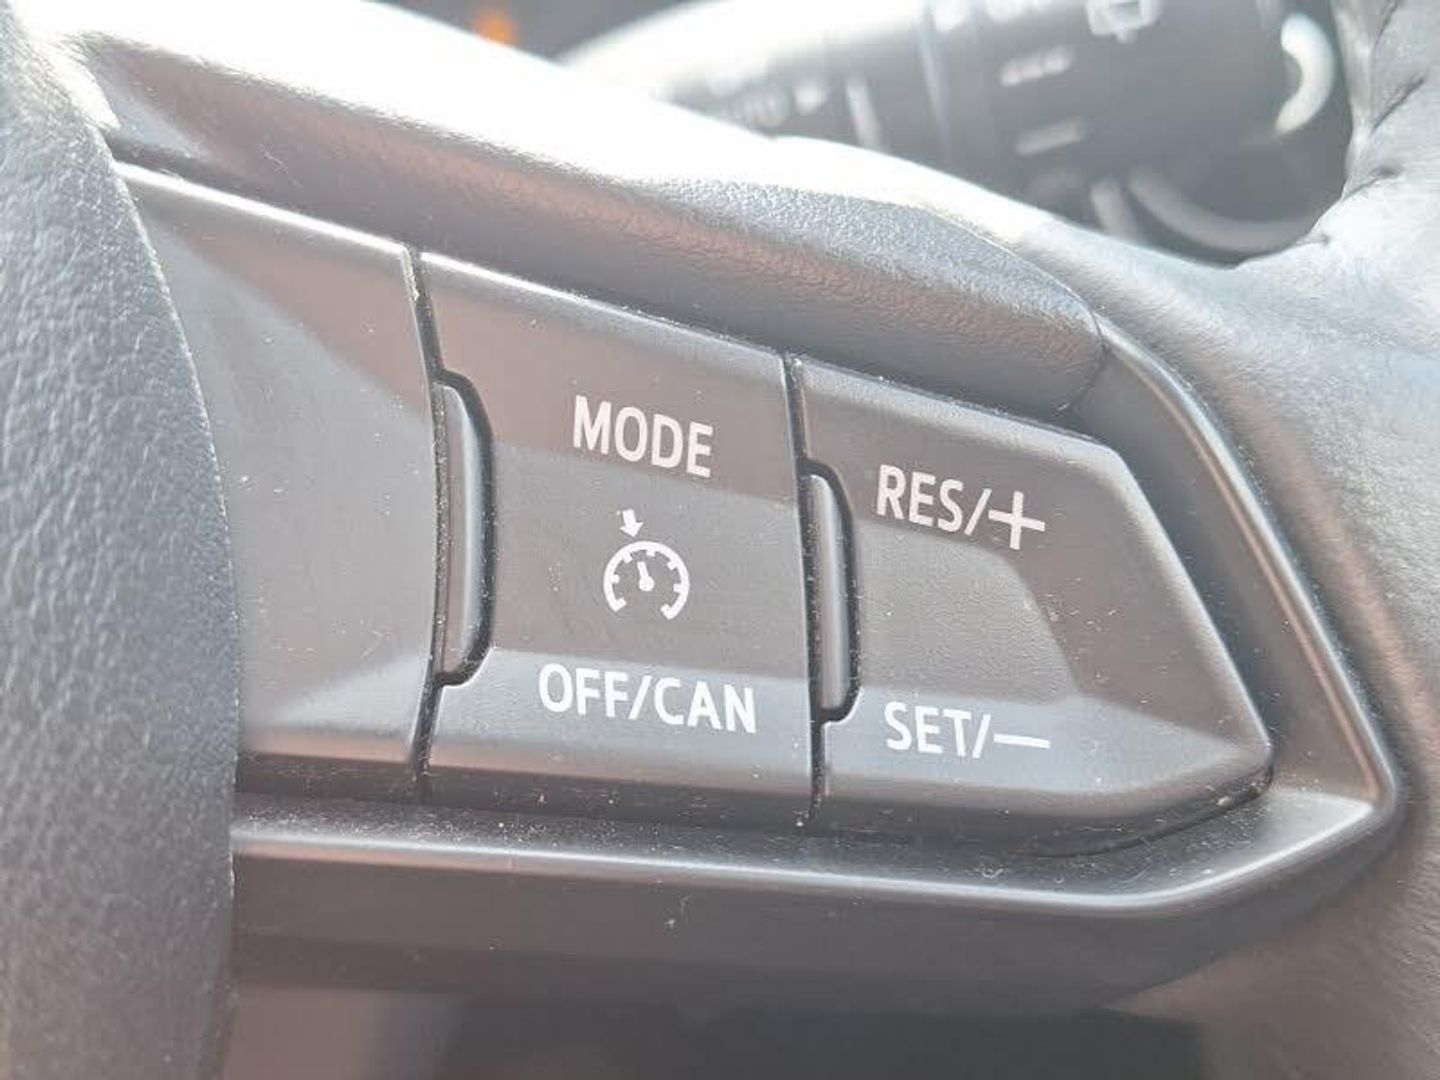 MODE
RES/+
OFF/CAN
SET/−